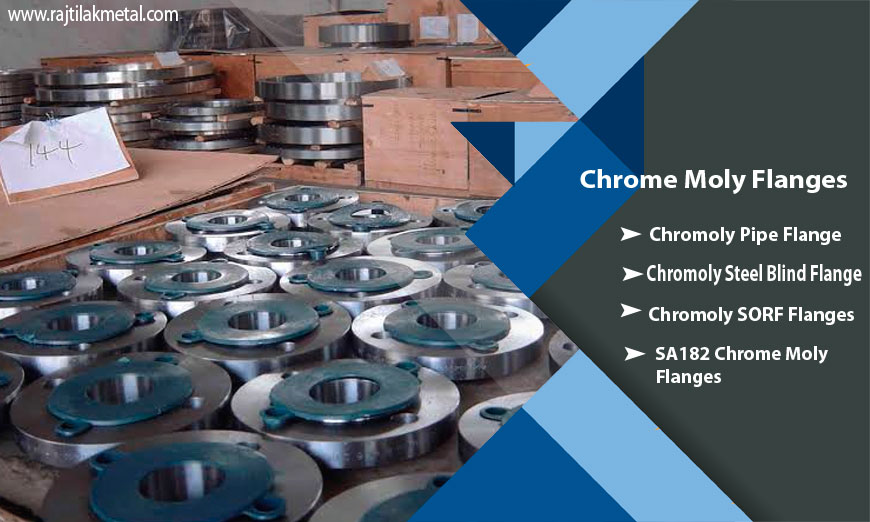 www.rajtilakmetal.com
144
Chrome Moly Flanges
Chromoly Pipe Flange
Chromoly Steel Blind Flange
Chromoly SORF Flanges
SA182 Chrome Moly
Flanges